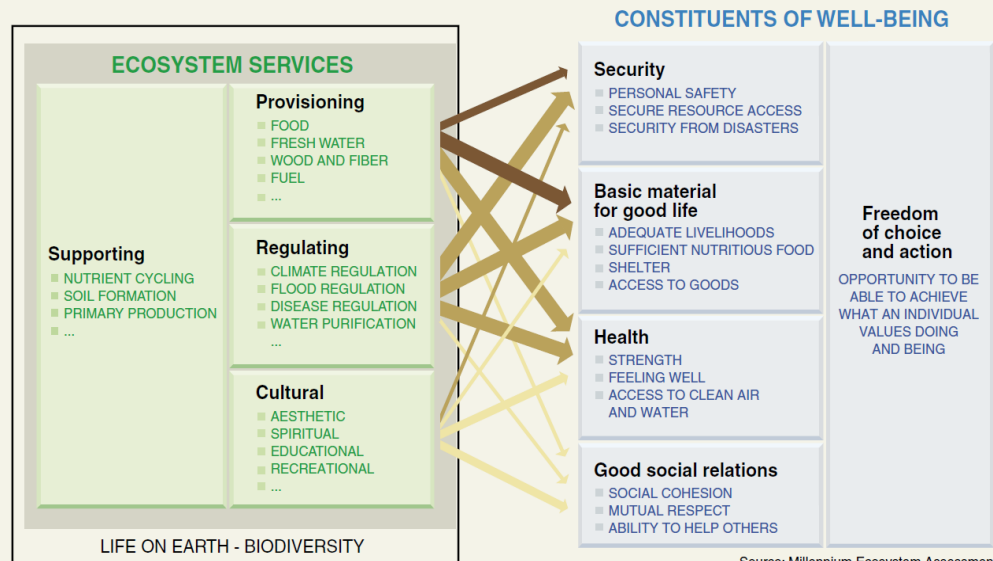 CONSTITUENTS OF WELL-BEING
ECOSYSTEM SERVICES
Supporting
NUTRIENT CYCLING
SOIL FORMATION
PRIMARY PRODUCTION
...
Provisioning
FOOD
FRESH WATER
WOOD AND FIBER
FUEL
...
Regulating
CLIMATE REGULATION
FLOOD REGULATION
DISEASE REGULATION
WATER PURIFICATION
...
Cultural
AESTHETIC
SPIRITUAL
EDUCATIONAL
RECREATIONAL
...
LIFE ON EARTH - BIODIVERSITY
Security
PERSONAL SAFETY
SECURE RESOURCE ACCESS
SECURITY FROM DISASTERS
Basic material
for good life
ADEQUATE LIVELIHOODS
SUFFICIENT NUTRITIOUS FOOD
SHELTER
ACCESS TO GOODS
Health
STRENGTH
FEELING WELL
ACCESS TO CLEAN AIR
AND WATER
Good social relations
SOCIAL COHESION
MUTUAL RESPECT
ABILITY TO HELP OTHERS
Freedom
of choice
and action
OPPORTUNITY TO BE
ABLE TO ACHIEVE
WHAT AN INDIVIDUAL
VALUES DOING
AND BEING
Source: Millennium Ecosystem Assessment